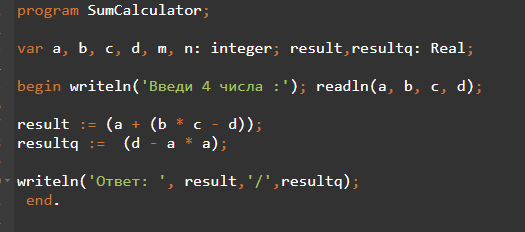 program SumCalculator;
var a, b, c, d, m, n: integer; result,resultq: Real;
begin writeln('Введи 4 числа :'); readln(a, b, c, d);
result := (a + (b * c - d));
resultq :=  (d - a * a);
writeln('Ответ: ', result,'/',resultq);
end.